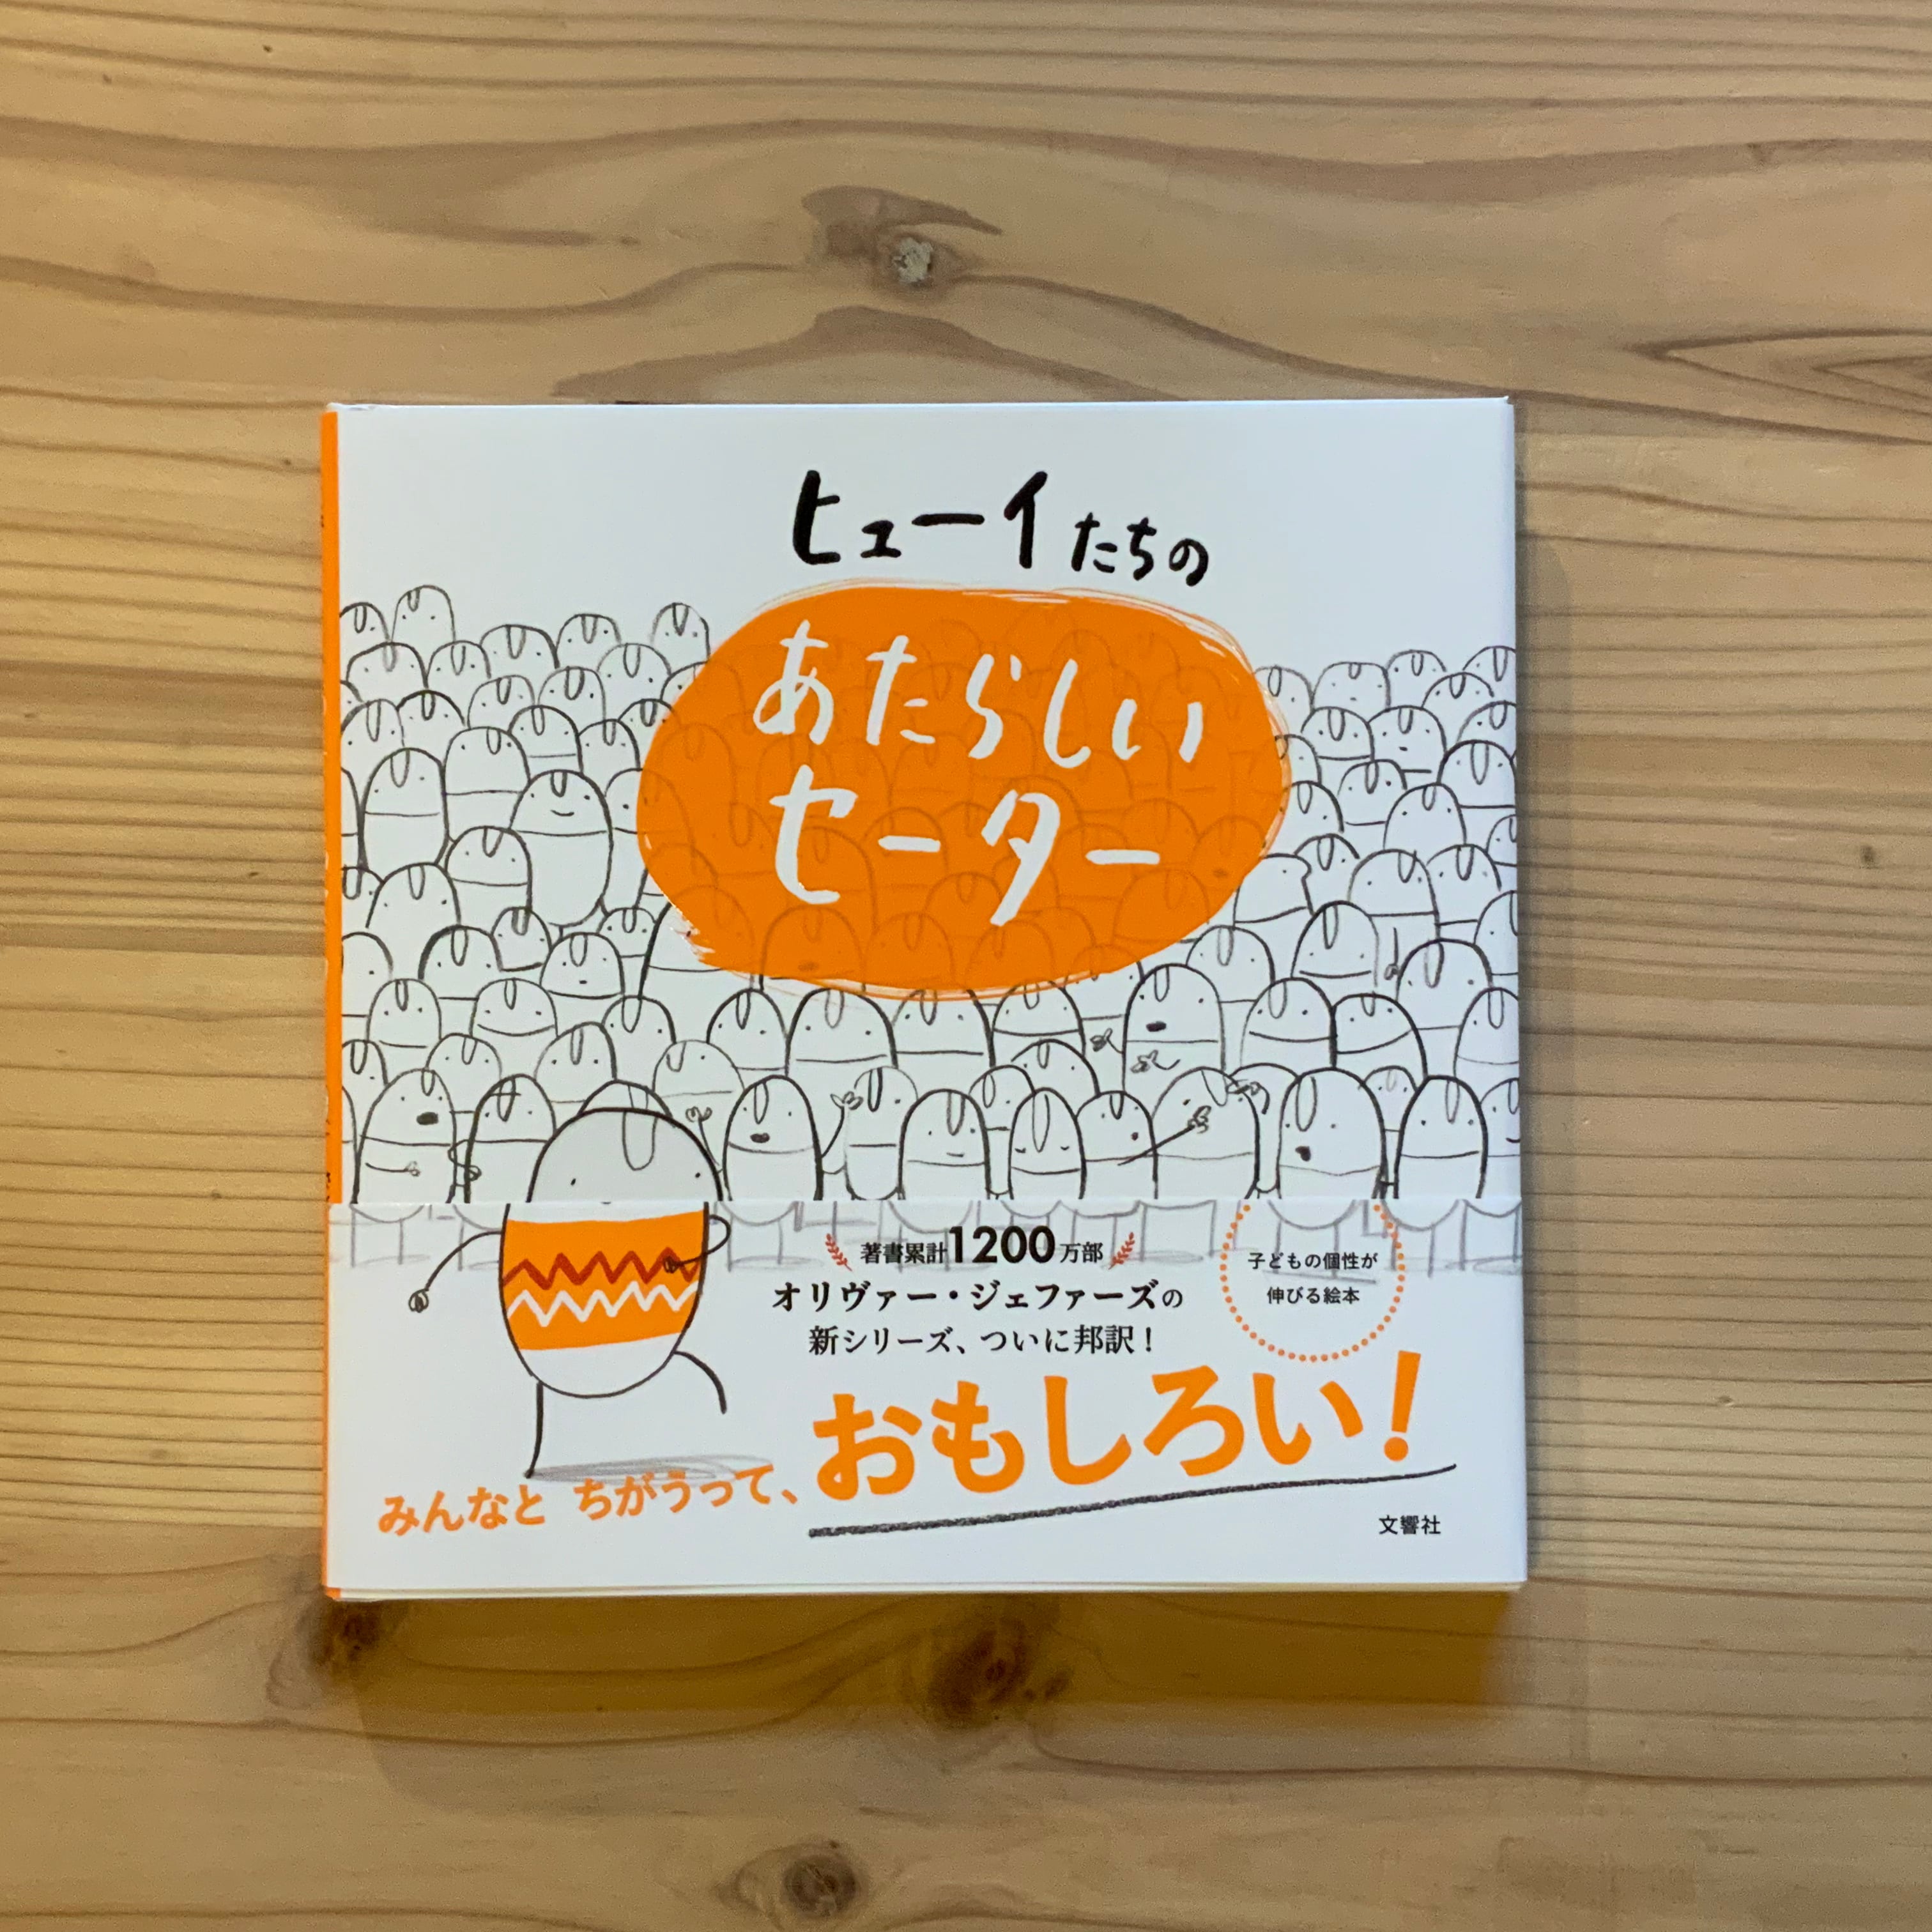 ヒューイたちの
あたらしい
セーター
著書累計1200万部
オリヴァー・ジェファーズの
新シリーズ、ついに邦訳！
子どもの個性が
伸びる絵本
みんなと ちがうって、おもしろい！
文響社